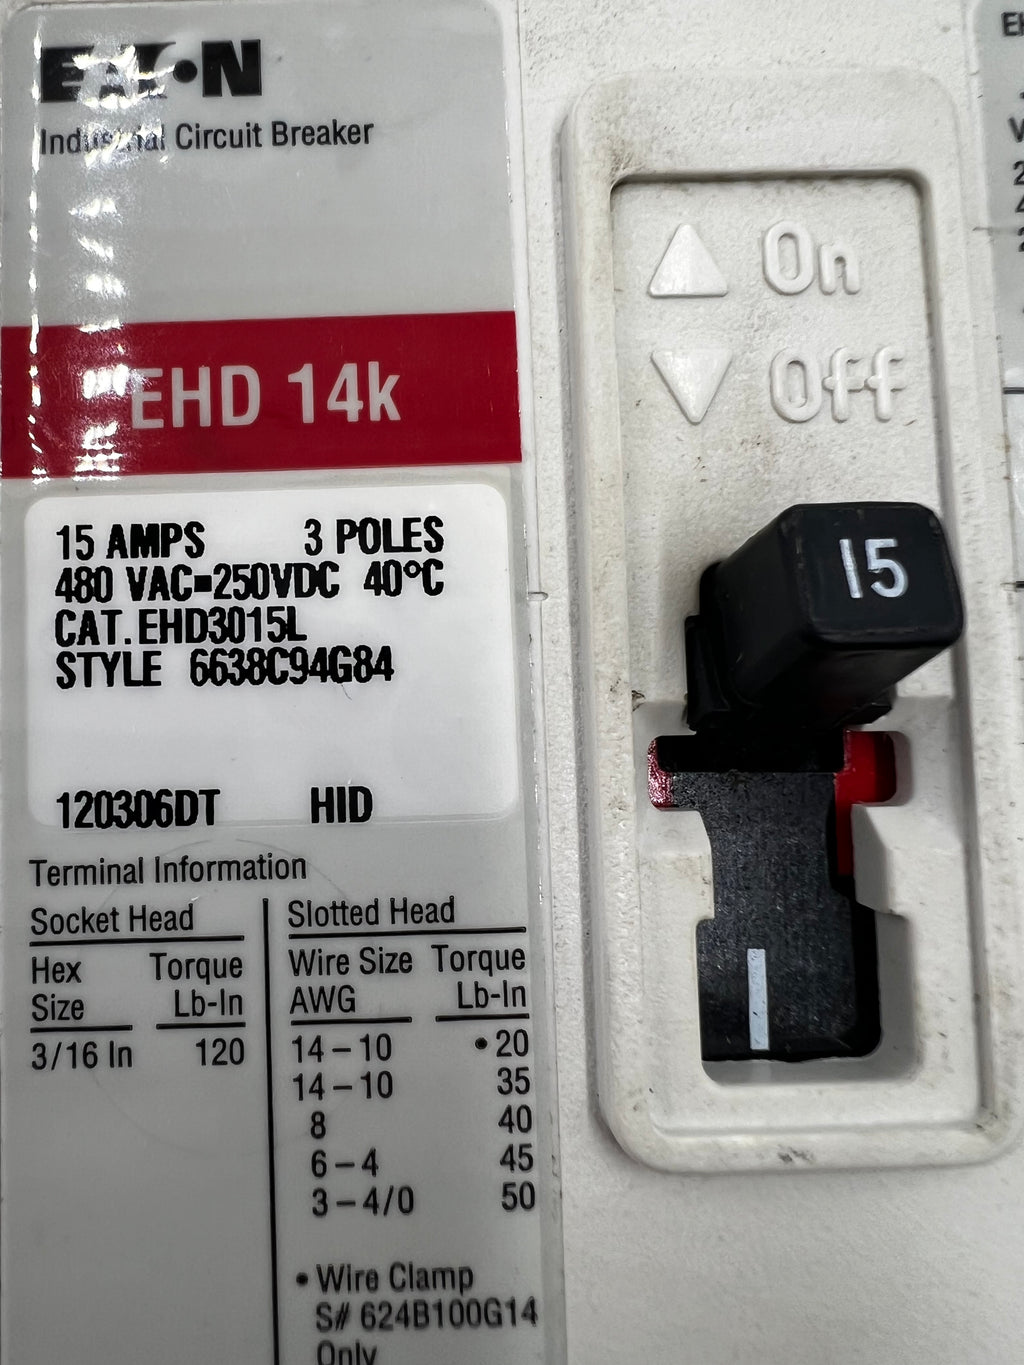 EATON
Industrial Circuit Breaker
EHD 14k
15 AMPS 3 POLES
480 VAC▪250VDC 40°C
CAT. EHD3015L
STYLE 6638C94G84
120306DT HID
Terminal Information
Socket Head
Hex Torque
Size Lb-In
3/16 In 120
Slotted Head
Wire Size Torque
AWG Lb-In
14–10 •20
14–10 35
8 40
6–4 45
3–4/0 50
• Wire Clamp
S# 624B100G14
Only
On
Off
15